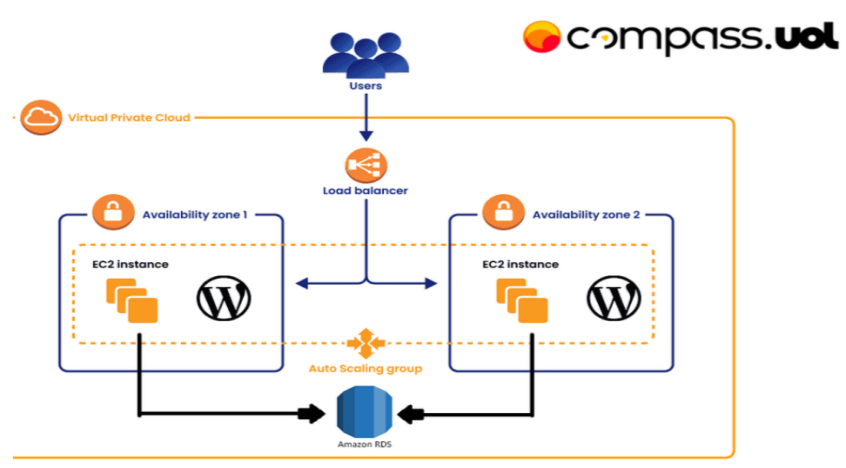 compass.uol
Users
Virtual Private Cloud
Load balancer
Availability zone 1
Availability zone 2
EC2 instance
EC2 instance
Auto Scaling group
Amazon RDS